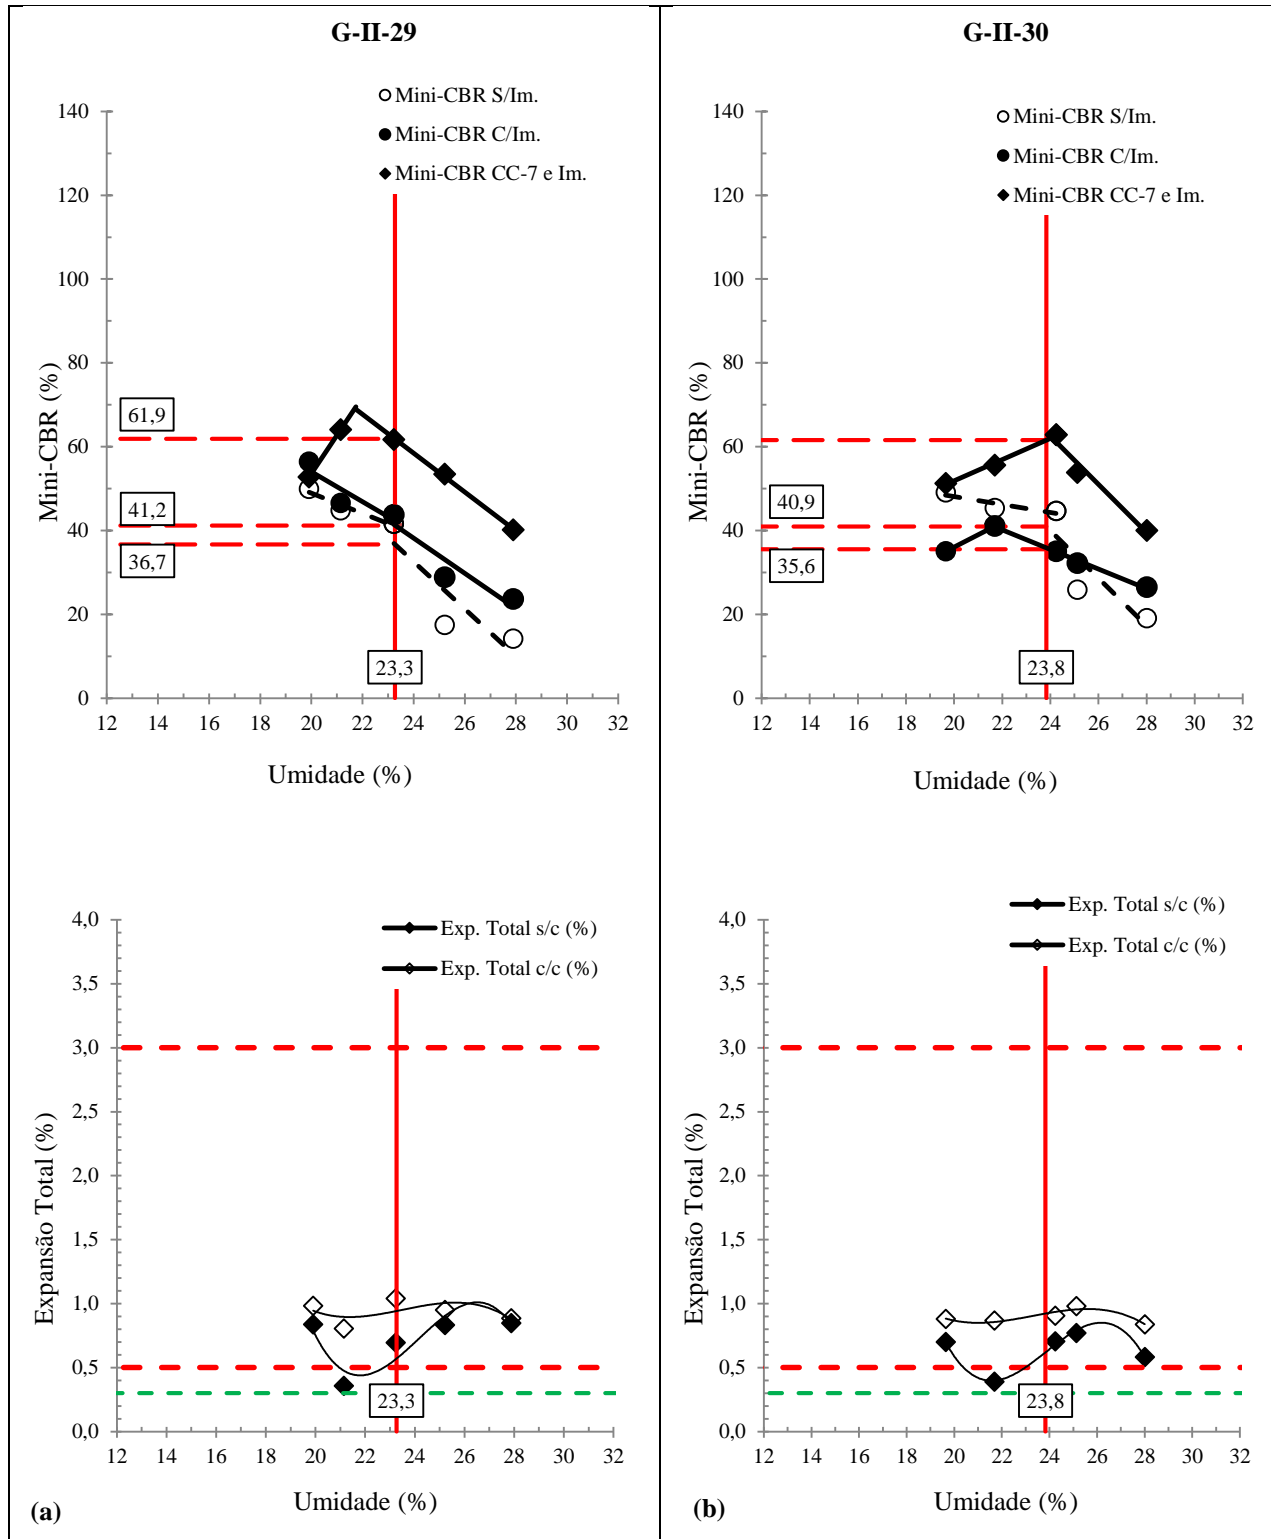 G-II-29
Mini-CBR S/Im.
Mini-CBR C/Im.
Mini-CBR CC-7 e Im.
140
120
100
80
60
40
20
0
Mini-CBR (%)
61,9
41,2
36,7
23,3
12 14 16 18 20 22 24 26 28 30 32
Umidade (%)
G-II-30
Mini-CBR S/Im.
Mini-CBR C/Im.
Mini-CBR CC-7 e Im.
140
120
100
80
60
40
20
0
Mini-CBR (%)
40,9
35,6
23,8
12 14 16 18 20 22 24 26 28 30 32
Umidade (%)
Exp. Total s/c (%)
Exp. Total c/c (%)
4,0
3,5
3,0
2,5
2,0
1,5
1,0
0,5
0,0
Expansão Total (%)
23,3
12 14 16 18 20 22 24 26 28 30 32
Umidade (%)
(a)
Exp. Total s/c (%)
Exp. Total c/c (%)
4,0
3,5
3,0
2,5
2,0
1,5
1,0
0,5
0,0
Expansão Total (%)
23,8
12 14 16 18 20 22 24 26 28 30 32
Umidade (%)
(b)